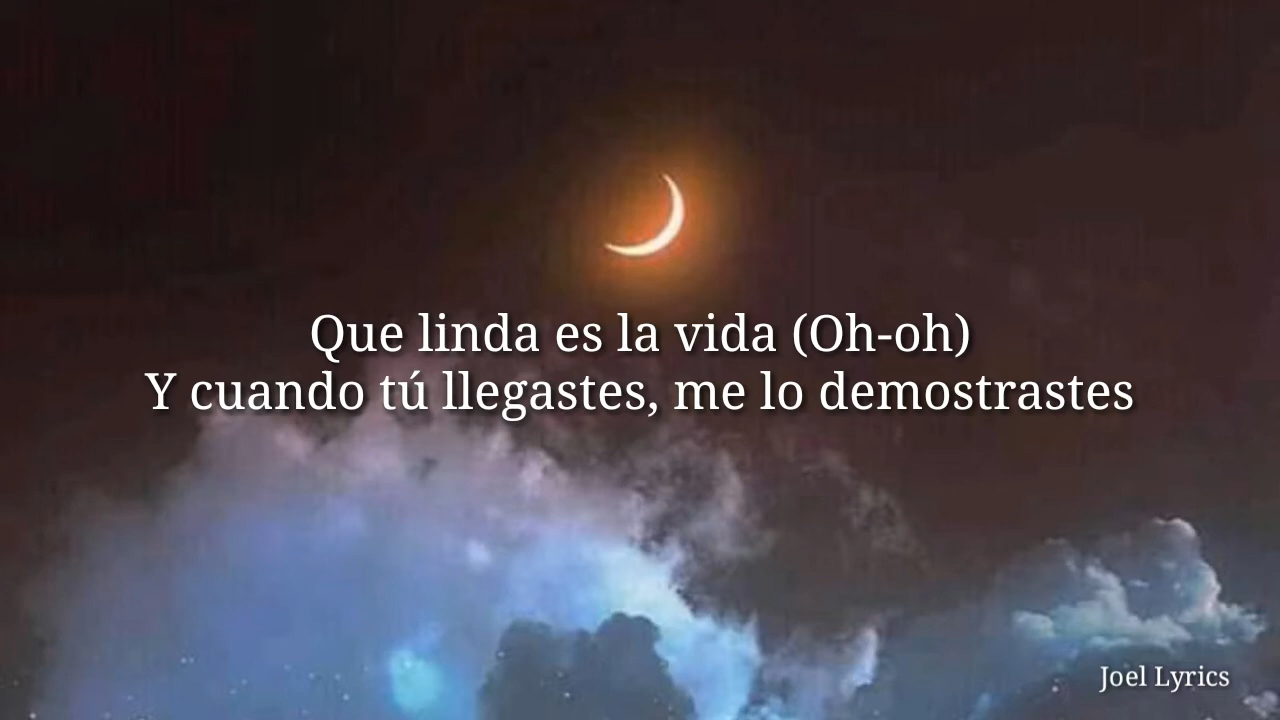 Que linda es la vida (Oh-oh)
Y cuando tú llegastes, me lo demostrastes
Joel Lyrics